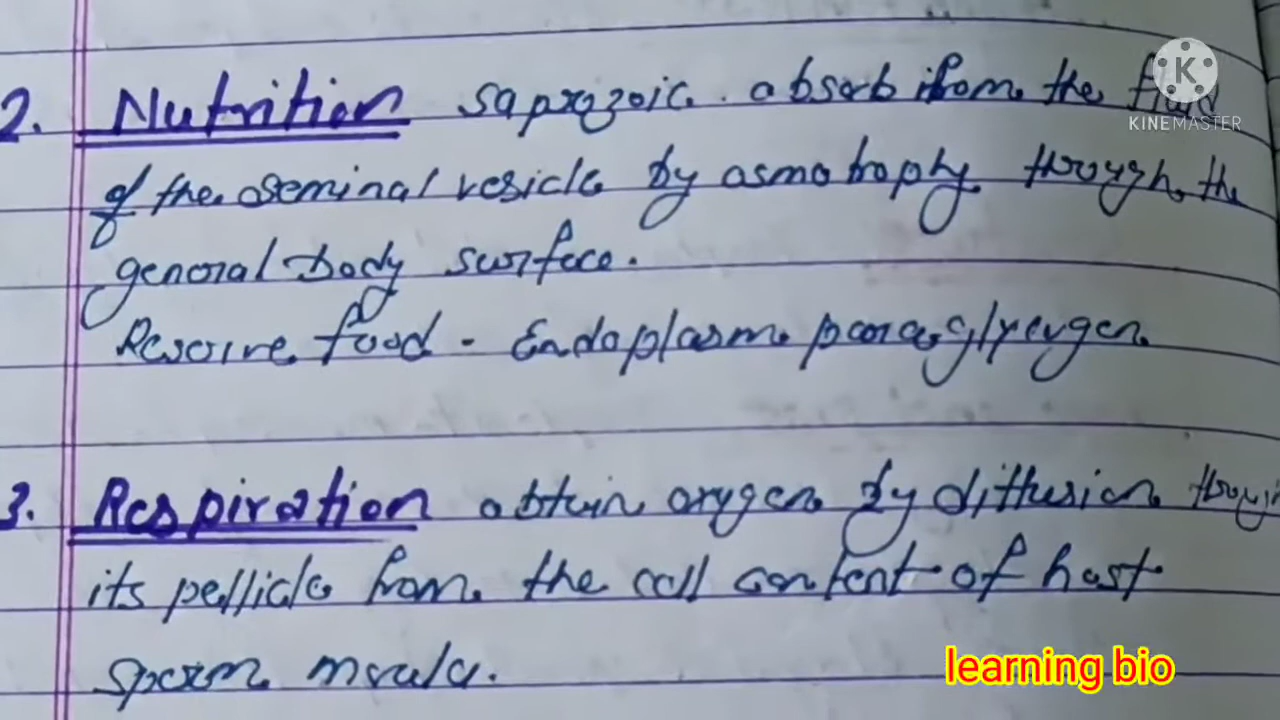 2. Nutrition saprozoic. absorb from the fluid
KINEMASTER
of the seminal vesicle by osmotrophy through the
general body surface.
Reserve food - Endoplasm paraglycogen
3. Respiration obtain oxygen by diffusion through
its pellicle from the cell content of host
sperm morula.
learning bio